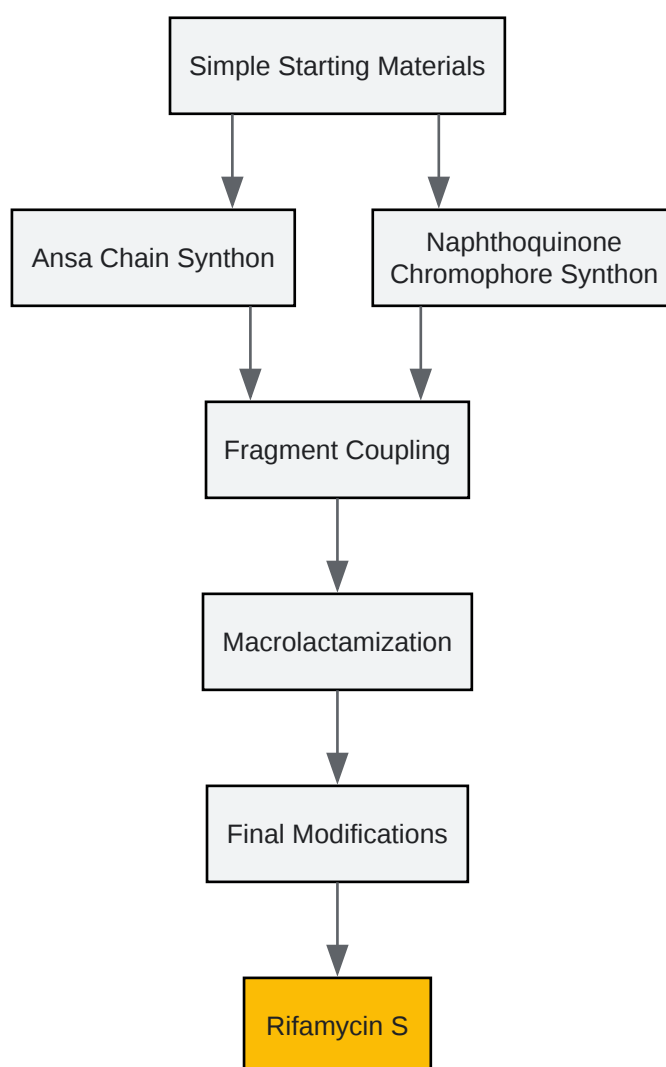 Simple Starting Materials
Ansa Chain Synthon
Naphthoquinone
Chromophore Synthon
Fragment Coupling
Macrolactamization
Final Modifications
Rifamycin S